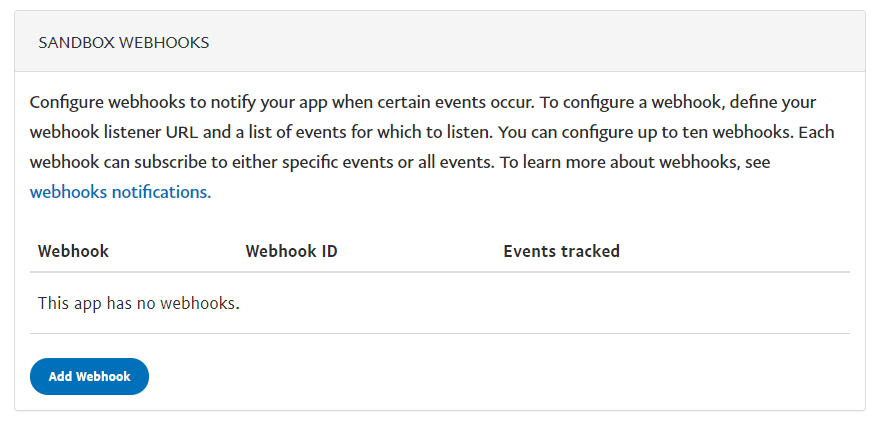 SANDBOX WEBHOOKS
Configure webhooks to notify your app when certain events occur. To configure a webhook, define your
webhook listener URL and a list of events for which to listen. You can configure up to ten webhooks. Each
webhook can subscribe to either specific events or all events. To learn more about webhooks, see
webhooks notifications.
Webhook Webhook ID Events tracked
This app has no webhooks.
Add Webhook